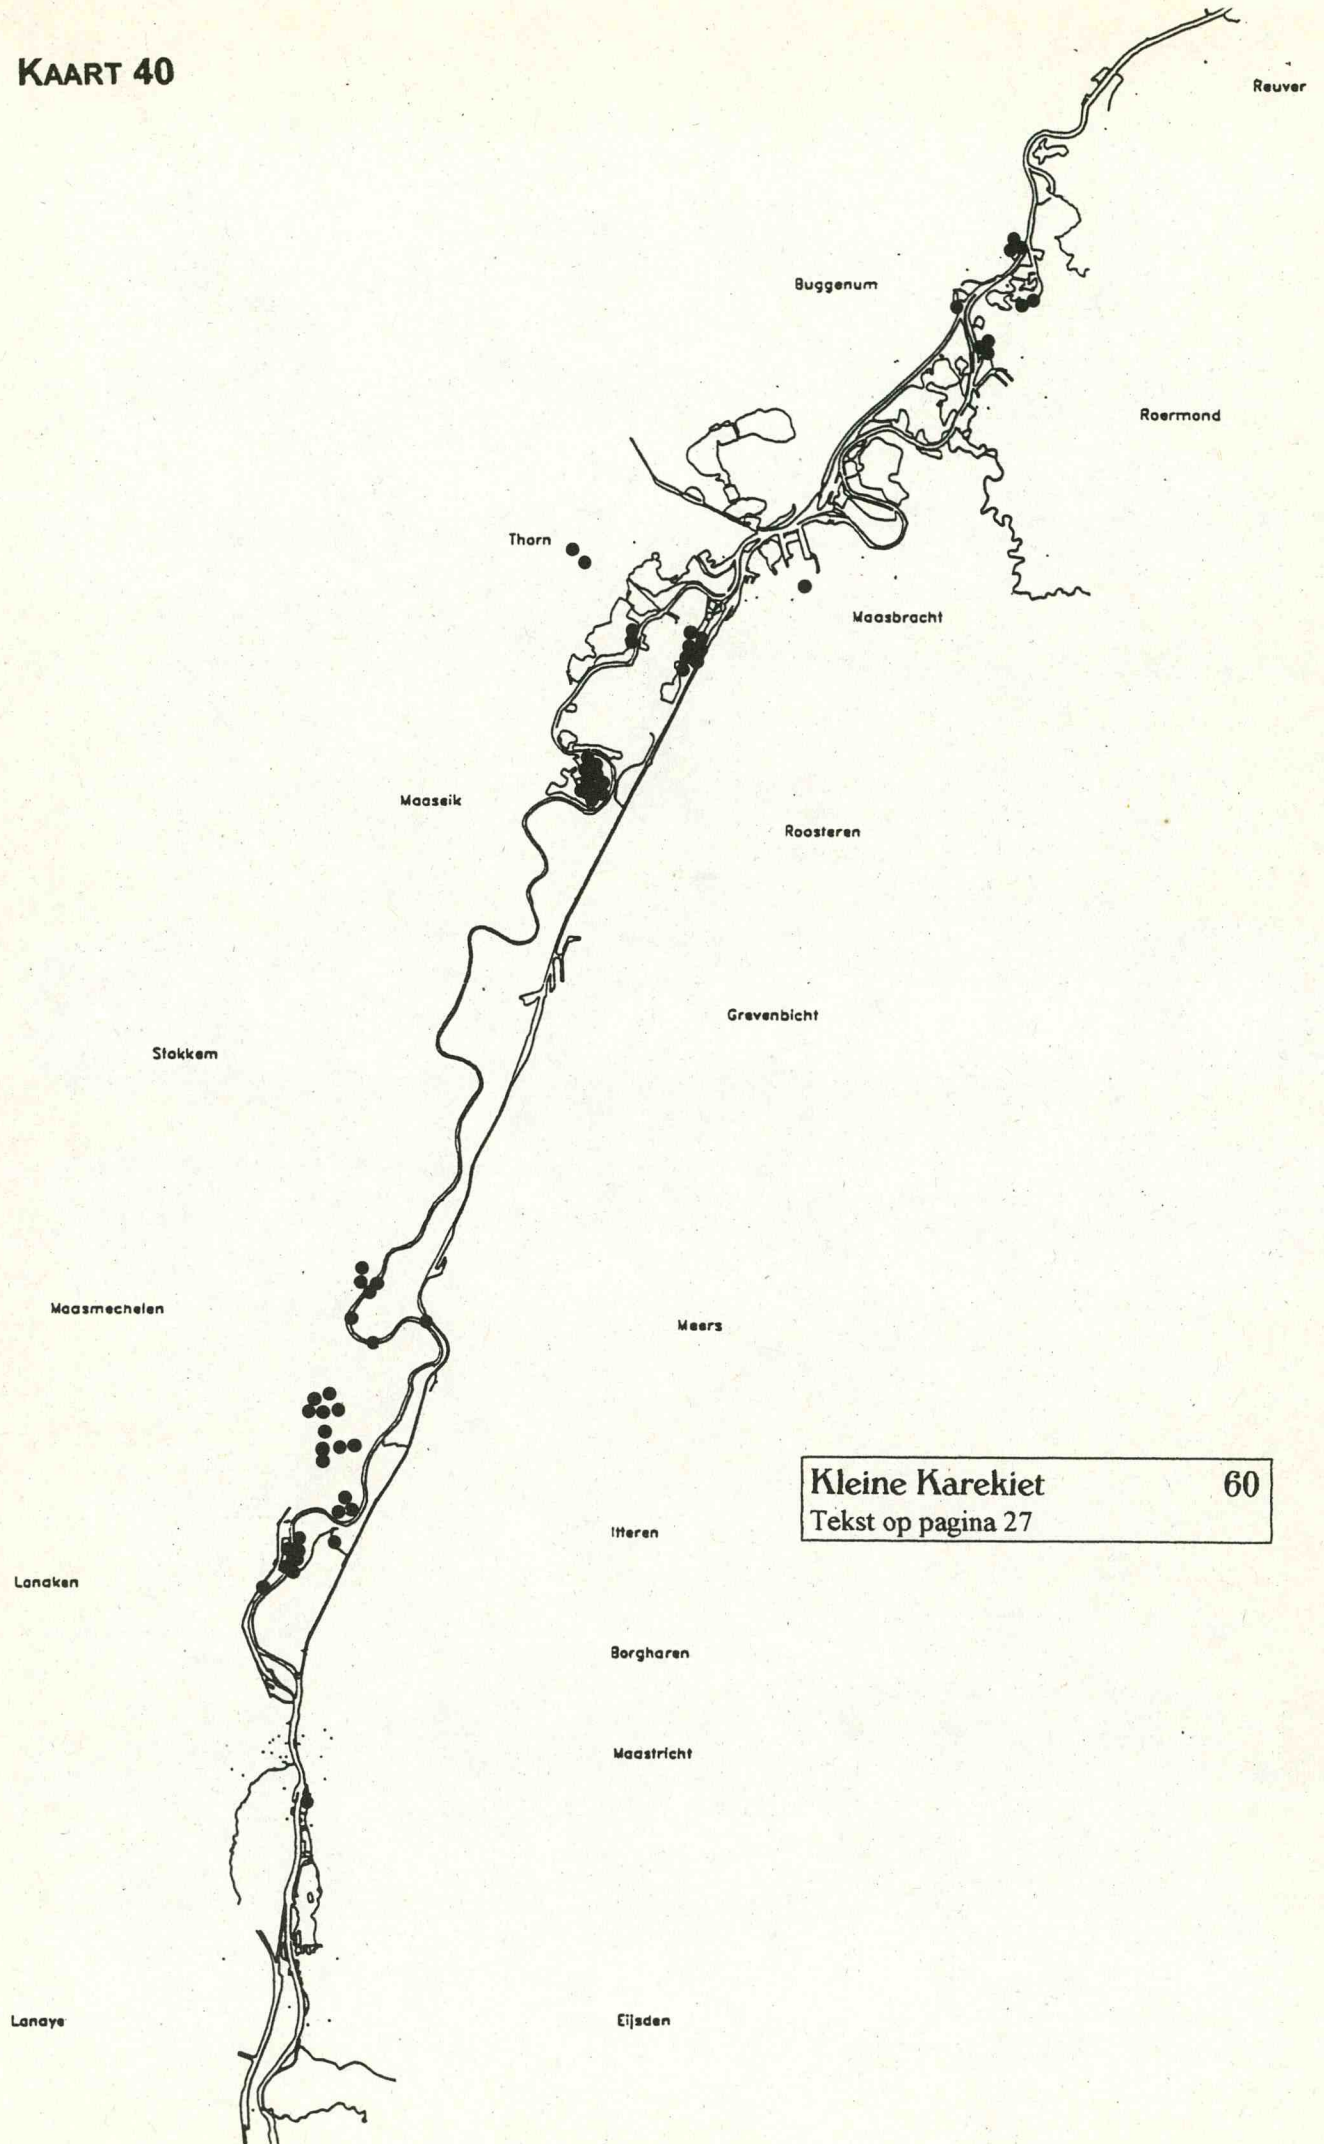 KAART 40
Reuver
Buggenum
Roermond
Thorn
Maasbracht
Maaseik
Roosteren
Grevenbicht
Stokkem
Maasmechelen
Meers
Kleine Karekiet 60
Tekst op pagina 27
Itteren
Lanaken
Borgharen
Maastricht
Lanaye
Eijsden